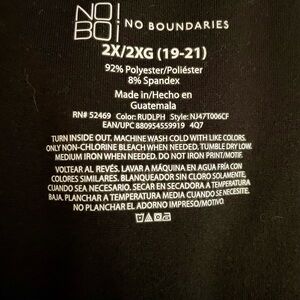 NO
BO
NO BOUNDARIES
2X/2XG (19-21)
92% Polyester/Poliéster
8% Spandex
Made in/Hecho en
Guatemala
RN# 52469 Color: RUDLPH Style: NJ47T006CF
EAN/UPC 880954559919 4Q7
TURN INSIDE OUT. MACHINE WASH COLD WITH LIKE COLORS.
ONLY NON-CHLORINE BLEACH WHEN NEEDED. TUMBLE DRY LOW.
MEDIUM IRON WHEN NEEDED. DO NOT IRON PRINT/MOTIF.
VOLTEAR AL REVÉS. LAVAR A MÁQUINA EN AGUA FRÍA CON
COLORES SIMILARES. BLANQUEADOR SIN CLORO SOLAMENTE,
CUANDO SEA NECESARIO. SECAR EN SECADORA A TEMPERATURA
BAJA. PLANCHAR A TEMPERATURA MEDIA CUANDO SEA NECESARIO.
NO PLANCHAR EL ADORNO IMPRESO/MOTIVO